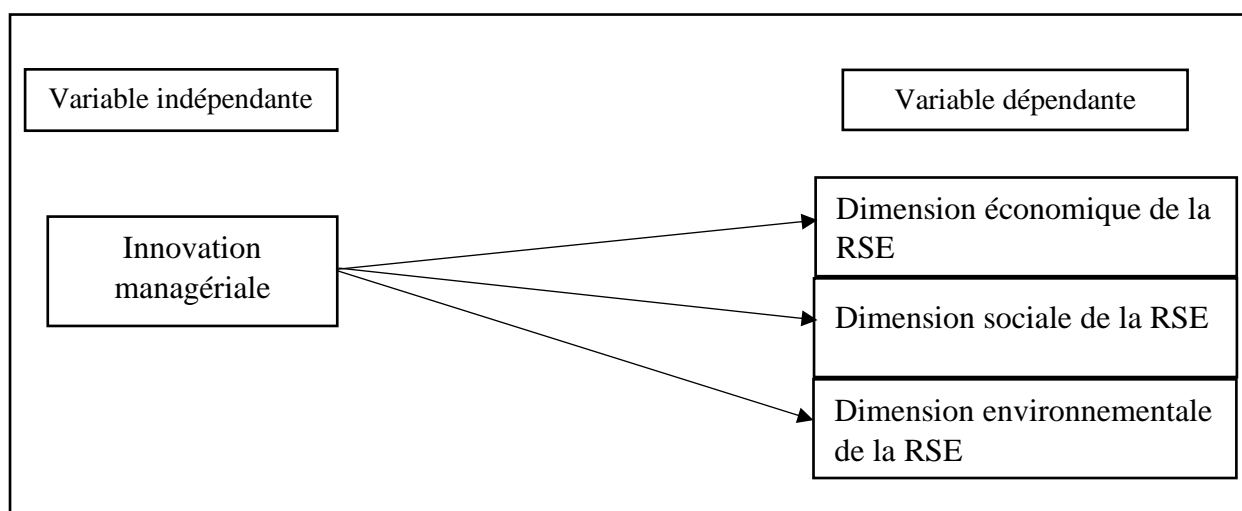 Variable indépendante
Variable dépendante
Innovation
managériale
Dimension économique de la
RSE
Dimension sociale de la RSE
Dimension environnementale
de la RSE